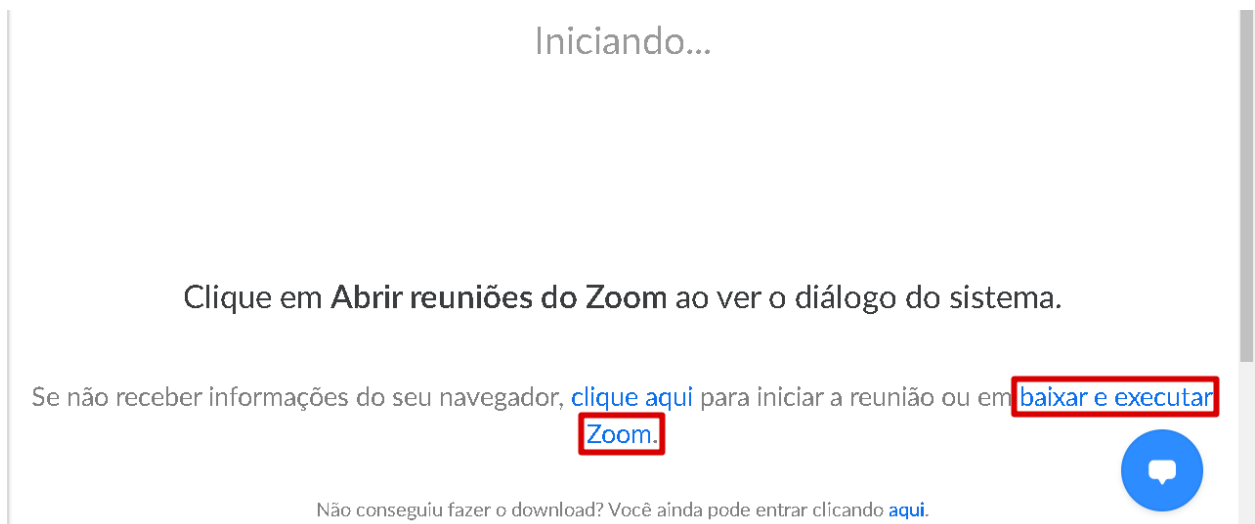 Iniciando...
Clique em Abrir reuniões do Zoom ao ver o diálogo do sistema.
Se não receber informações do seu navegador, clique aqui para iniciar a reunião ou em baixar e executar
Zoom.
Não conseguiu fazer o download? Você ainda pode entrar clicando aqui.